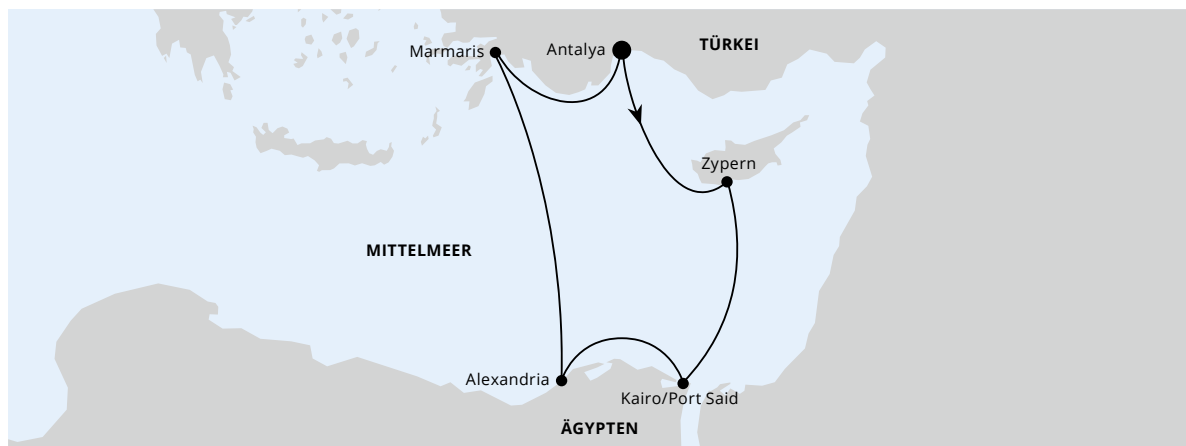 TÜRKEI
Antalya
Marmaris
Zypern
MITTELMEER
Alexandria
Kairo/Port Said
ÄGYPTEN